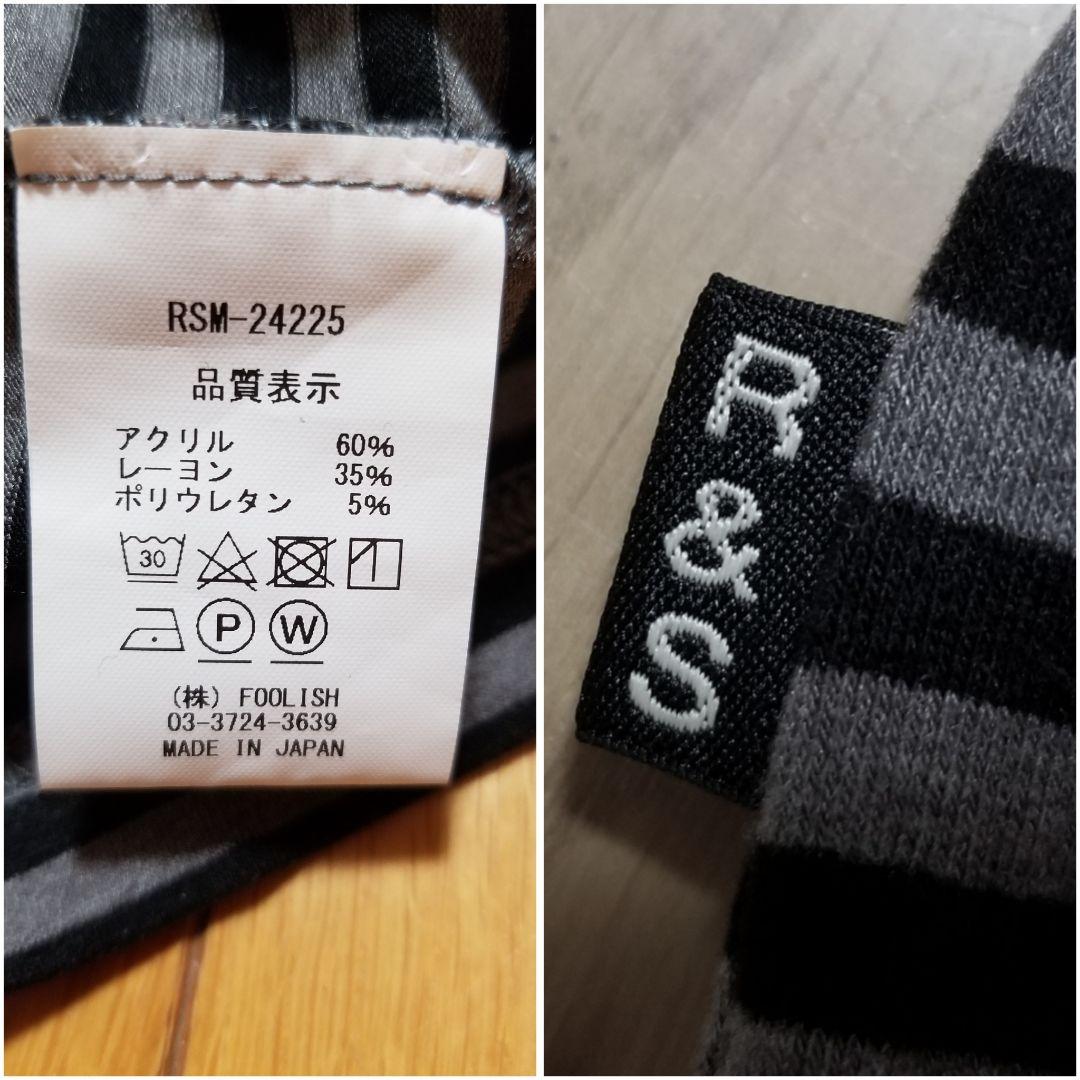 RSM-24225
品質表示
アクリル 60%
レーヨン 35%
ポリウレタン 5%
30
P W
(株) FOOLISH
03-3724-3639
MADE IN JAPAN
R & S